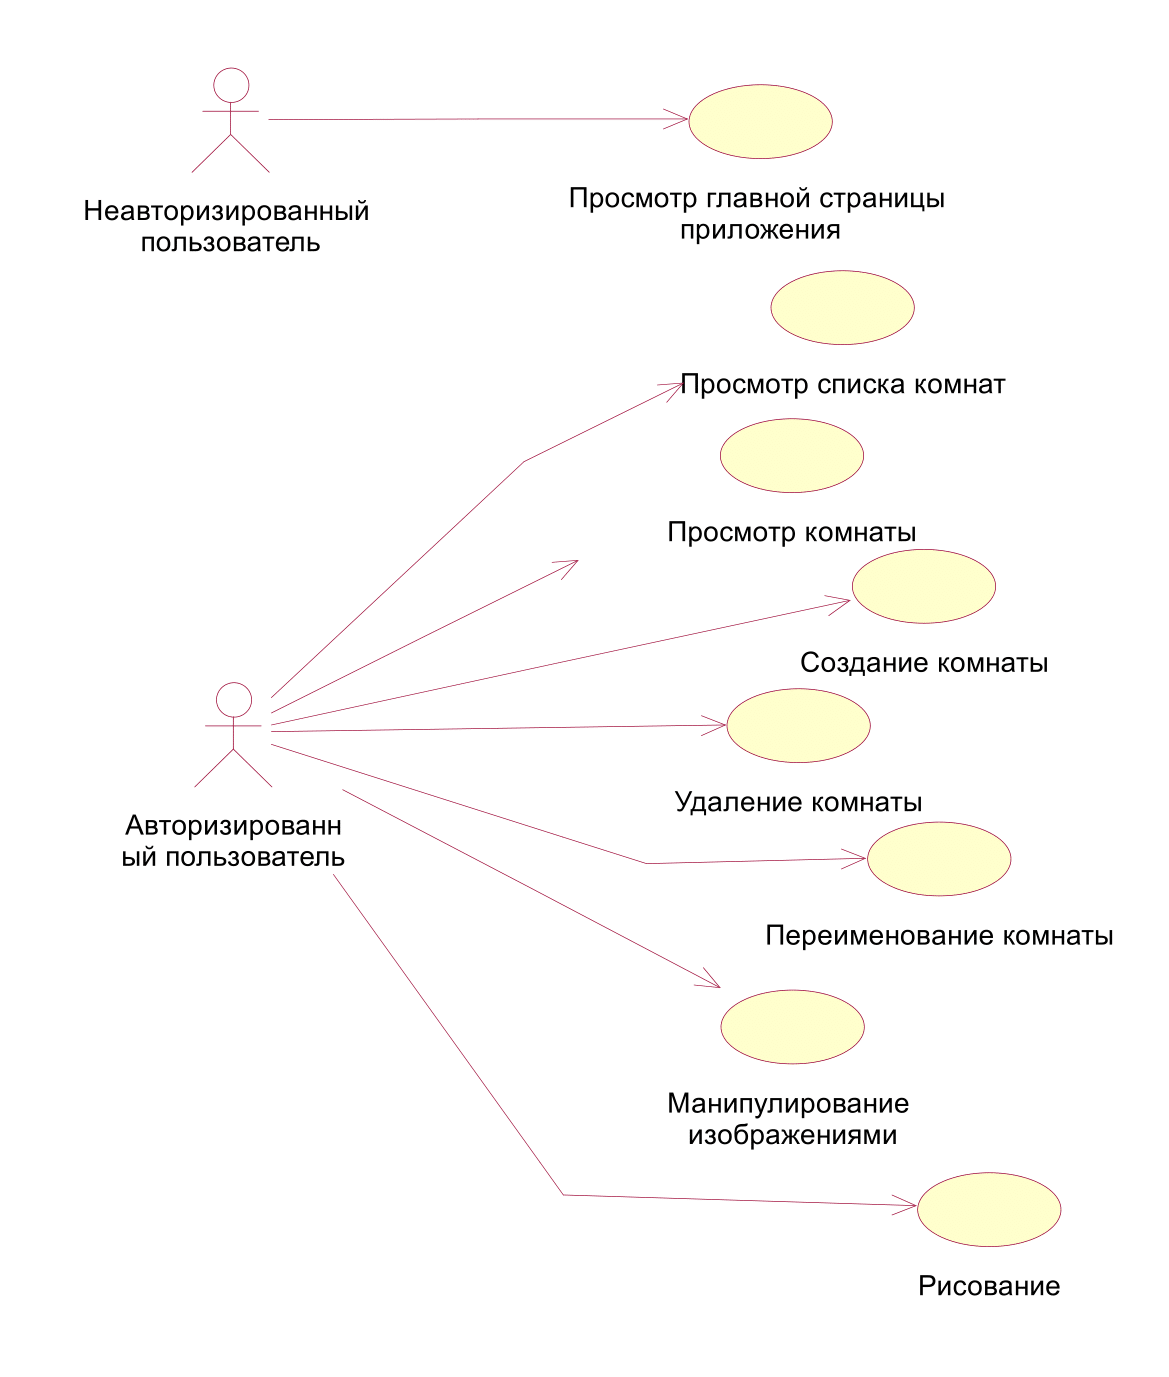 Неавторизированный
пользователь
Просмотр главной страницы
приложения
Просмотр списка комнат
Просмотр комнаты
Создание комнаты
Удаление комнаты
Авторизированн
ый пользователь
Переименование комнаты
Манипулирование
изображениями
Рисование